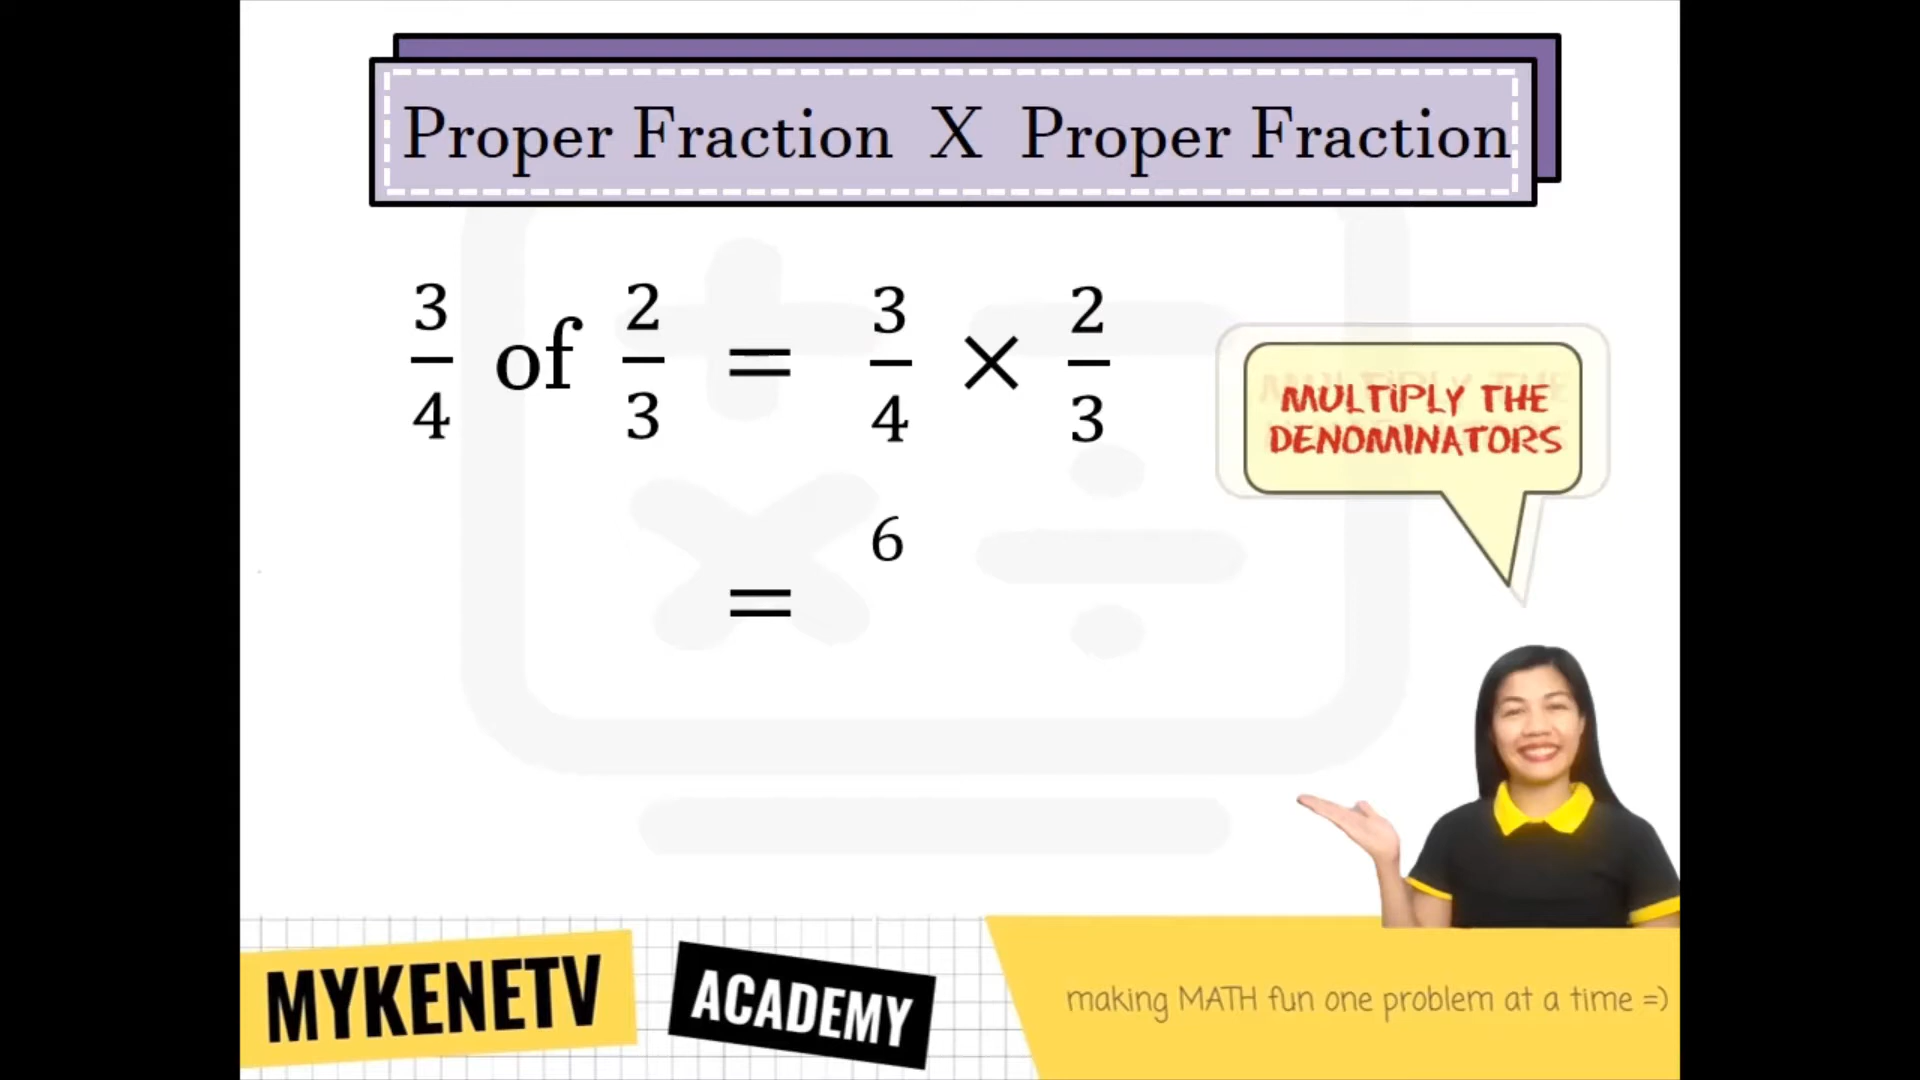 Proper Fraction X Proper Fraction
3/4 of 2/3 = 3/4 × 2/3
= 6
MULTIPLY THE
DENOMINATORS
MYKENETV
ACADEMY
making MATH fun one problem at a time =)